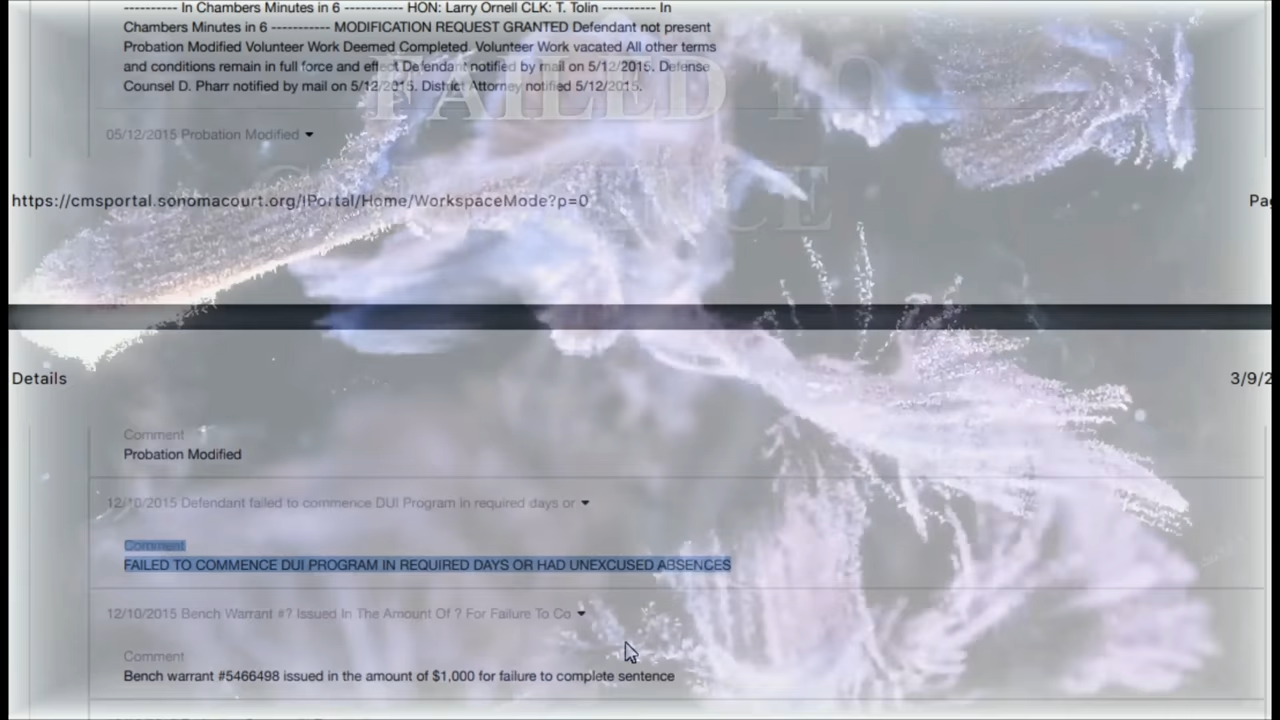 ---------- In Chambers Minutes in 6 ----------- HON: Larry Ornell CLK: T. Tolin ---------- In
Chambers Minutes in 6 ----------- MODIFICATION REQUEST GRANTED Defendant not present
Probation Modified Volunteer Work Deemed Completed. Volunteer Work vacated All other terms
and conditions remain in full force and effect Defendant notified by mail on 5/12/2015. Defense
Counsel D. Pharr notified by mail on 5/12/2015. District Attorney notified 5/12/2015.
FAILED TO
05/12/2015 Probation Modified
https://cmsportal.sonomacourt.org/IPortal/Home/WorkspaceMode?p=0
Details
3/9/2
Comment
Probation Modified
12/10/2015 Defendant failed to commence DUI Program in required days or
Comment
FAILED TO COMMENCE DUI PROGRAM IN REQUIRED DAYS OR HAD UNEXCUSED ABSENCES
12/10/2015 Bench Warrant #? Issued In The Amount Of ? For Failure To Co
Comment
Bench warrant #5466498 issued in the amount of $1,000 for failure to complete sentence